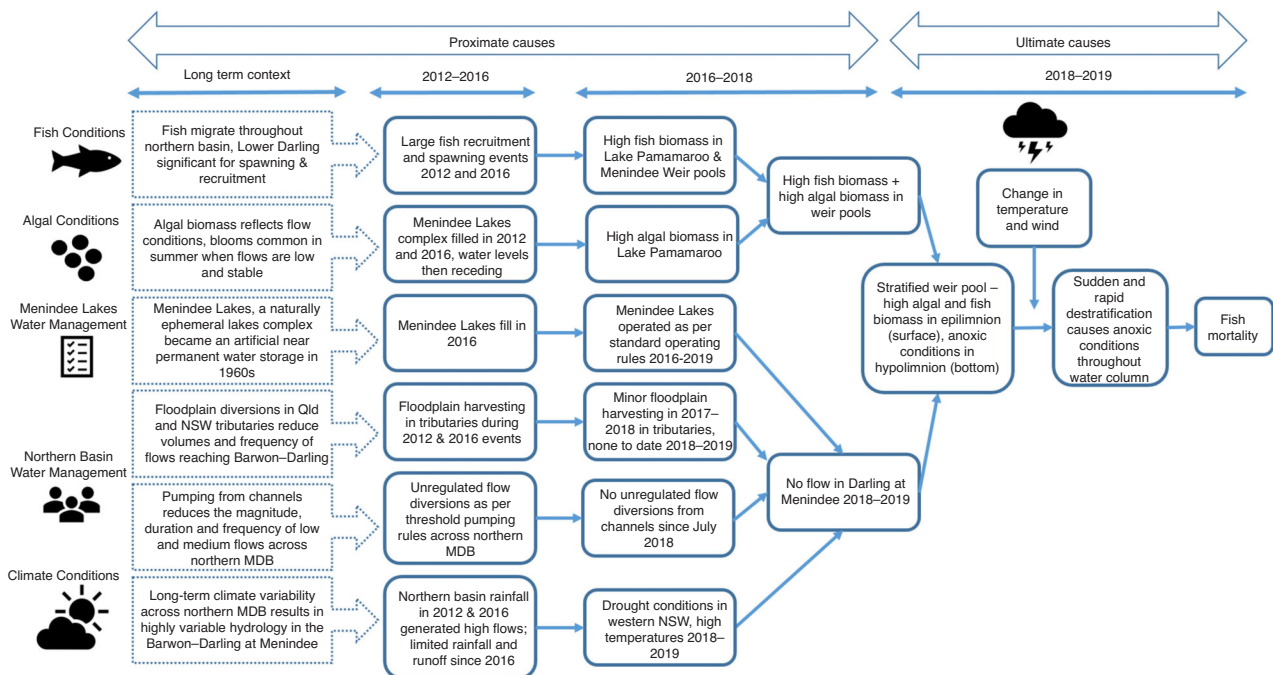 Proximate causes
Ultimate causes
Long term context
2012–2016
2016–2018
2018–2019
Fish Conditions
Fish migrate throughout
northern basin, Lower Darling
significant for spawning &
recruitment
Large fish recruitment
and spawning events
2012 and 2016
High fish biomass in
Lake Pamamaroo &
Menindee Weir pools
High fish biomass +
high algal biomass in
weir pools
Change in
temperature
and wind
Algal Conditions
Algal biomass reflects flow
conditions, blooms common in
summer when flows are low
and stable
Menindee Lakes
complex filled in 2012
and 2016, water levels
then receding
High algal biomass in
Lake Pamamaroo
Stratified weir pool –
high algal and fish
biomass in epilimnion
(surface), anoxic
conditions in
hypolimnion (bottom)
Sudden and
rapid
destratification
causes anoxic
conditions
throughout
water column
Fish
mortality
Menindee Lakes
Water Management
Menindee Lakes, a naturally
ephemeral lakes complex
became an artificial near
permanent water storage in
1960s
Menindee Lakes fill in
2016
Menindee Lakes
operated as per
standard operating
rules 2016-2019
Floodplain diversions in Qld
and NSW tributaries reduce
volumes and frequency of
flows reaching Barwon–Darling
Floodplain harvesting
in tributaries during
2012 & 2016 events
Minor floodplain
harvesting in 2017–
2018 in tributaries,
none to date 2018–2019
Northern Basin
Water Management
No flow in Darling at
Menindee 2018–2019
Pumping from channels
reduces the magnitude,
duration and frequency of low
and medium flows across
northern MDB
Unregulated flow
diversions as per
threshold pumping
rules across northern
MDB
No unregulated flow
diversions from
channels since July
2018
Climate Conditions
Long-term climate variability
across northern MDB results in
highly variable hydrology in the
Barwon–Darling at Menindee
Northern basin rainfall
in 2012 & 2016
generated high flows;
limited rainfall and
runoff since 2016
Drought conditions in
western NSW, high
temperatures 2018–
2019